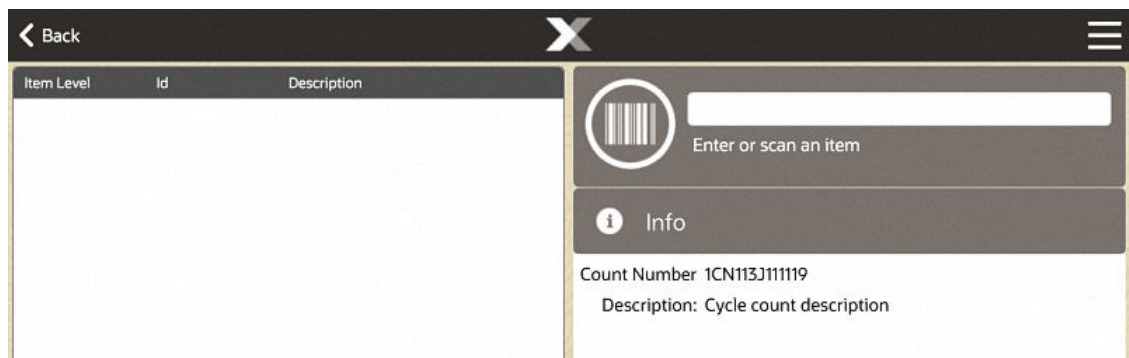 Back
Item Level Id Description
Enter or scan an item
Info
Count Number 1CN113J111119
Description: Cycle count description